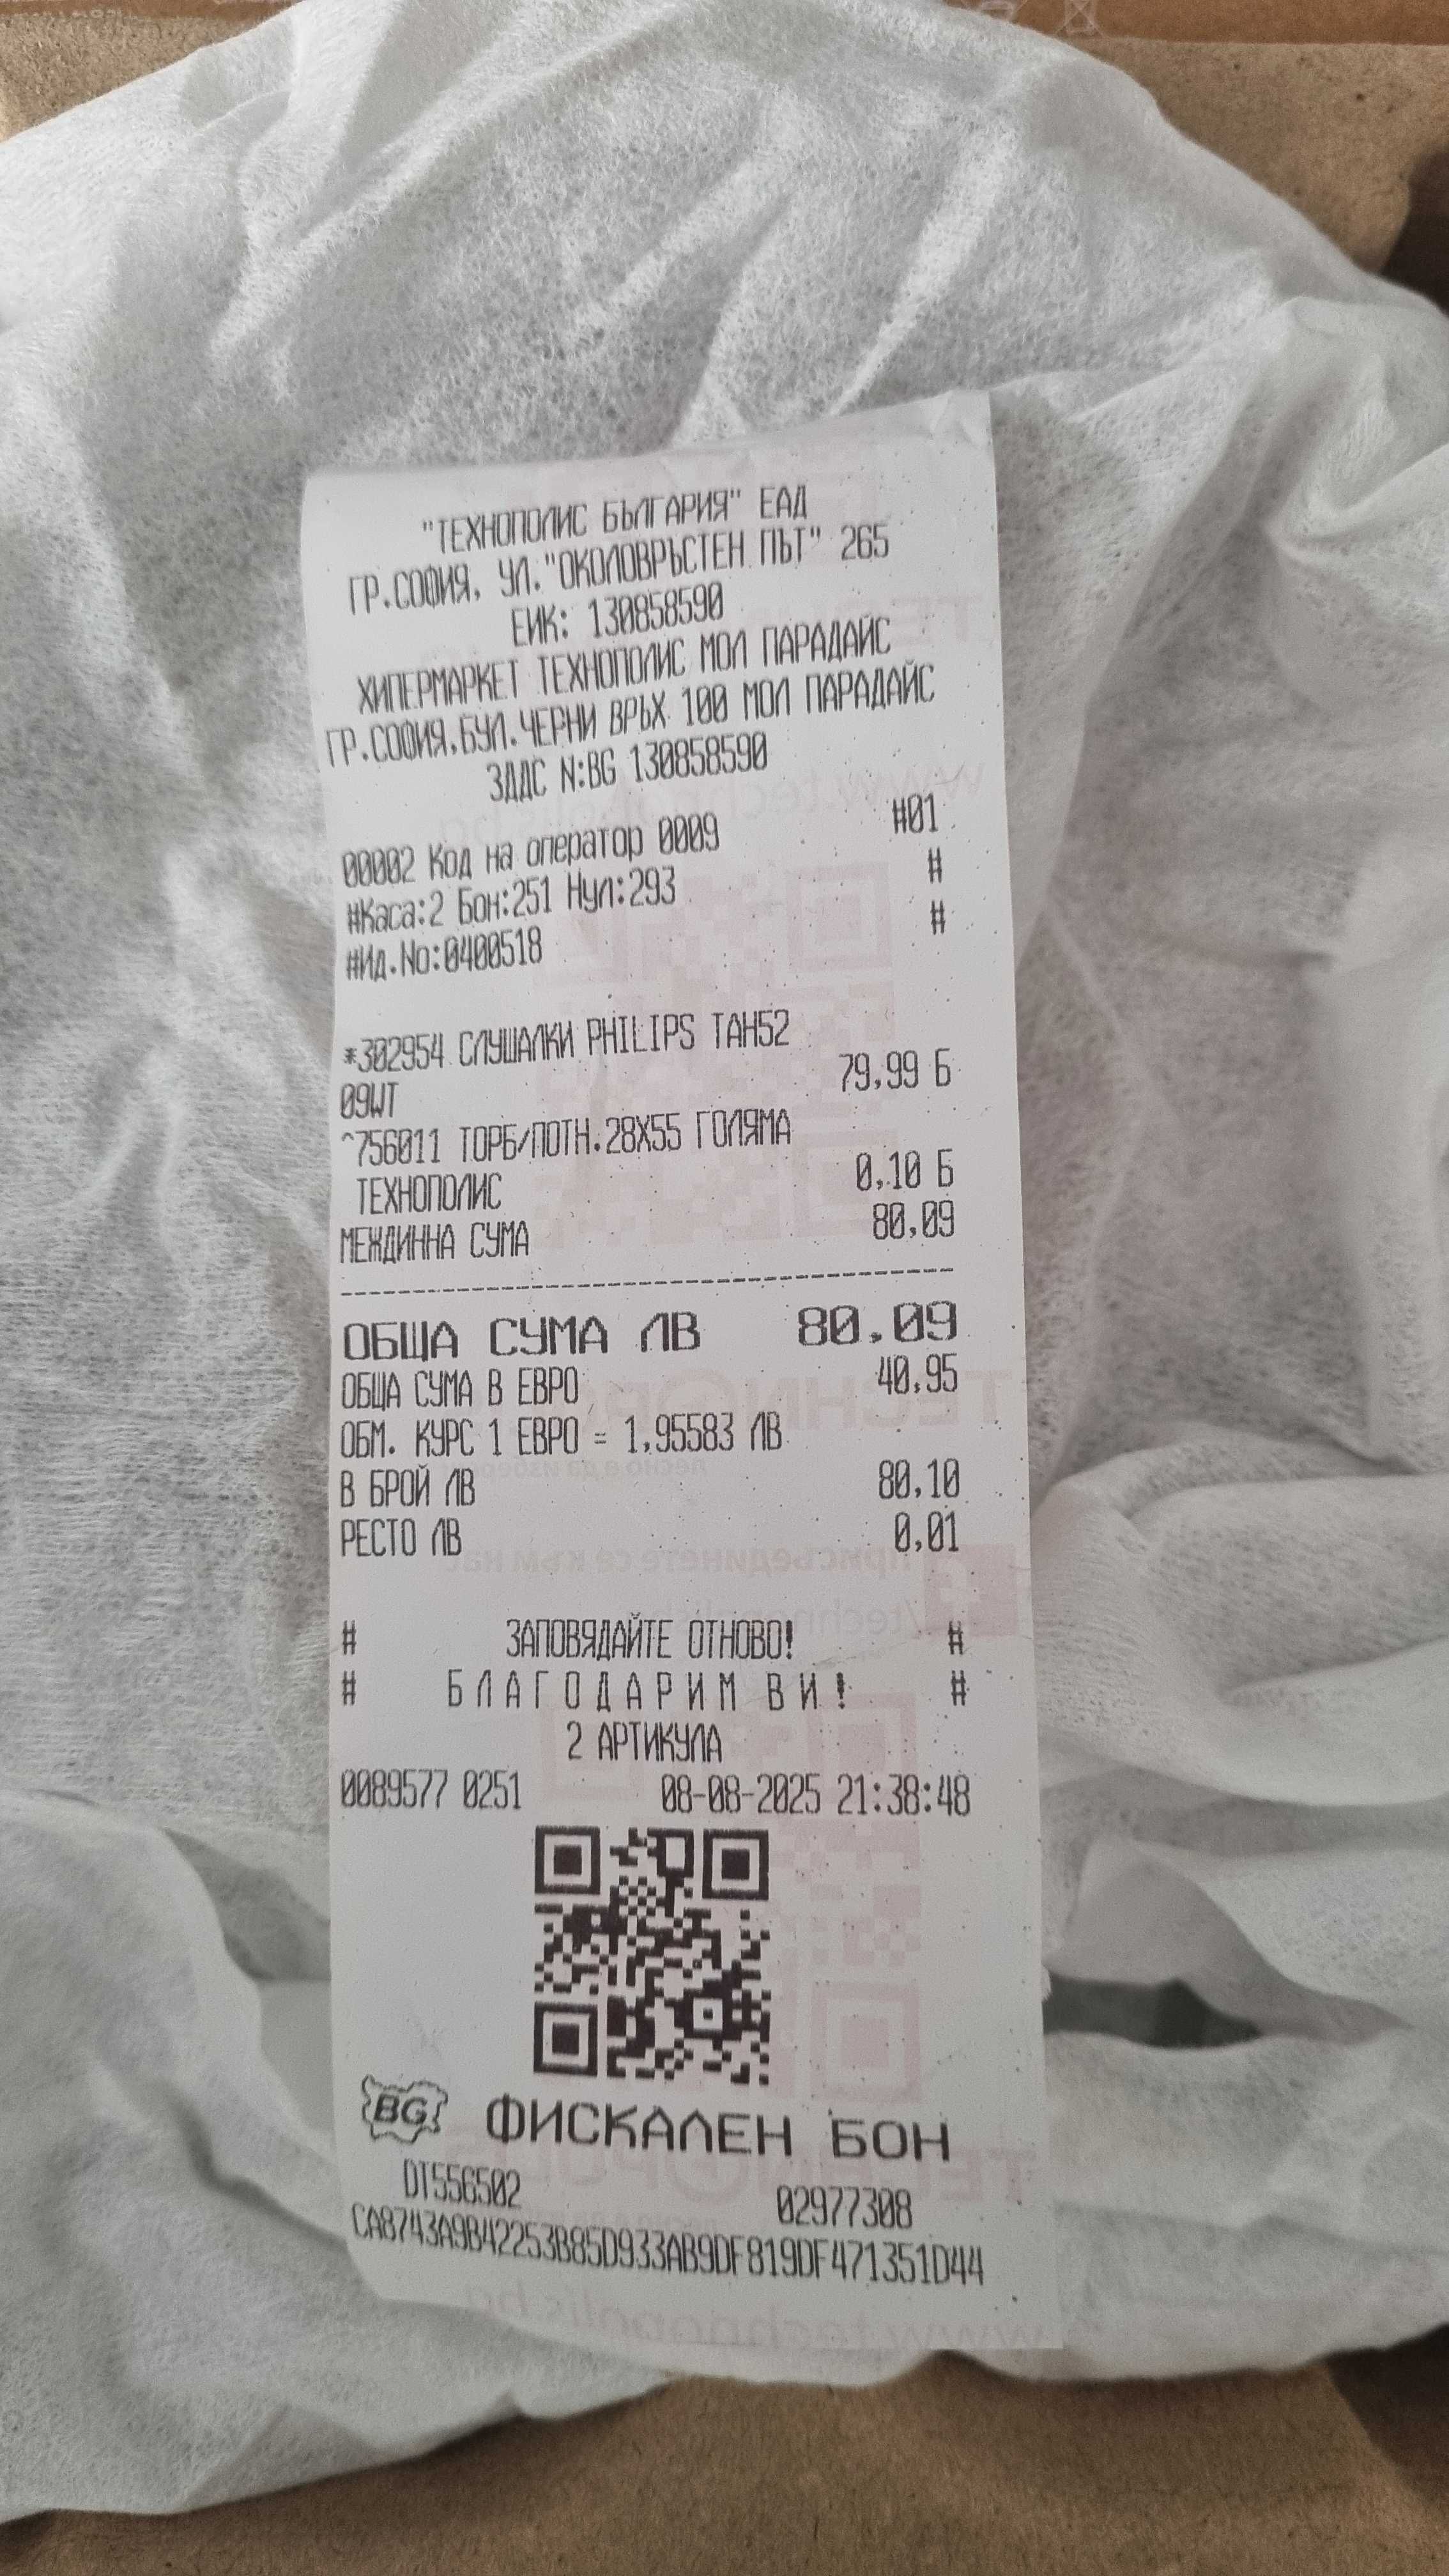 "ТЕХНОПОЛИС БЪЛГАРИЯ" ЕАД
ГР.СОФИЯ, УЛ."ОКОЛОВРЪСТЕН ПЪТ" 265
ЕИК: 130858590
ХИПЕРМАРКЕТ ТЕХНОПОЛИС МОЛ ПАРАДАЙС
ГР.СОФИЯ,БУЛ.ЧЕРНИ ВРЪХ 100 МОЛ ПАРАДАЙС
ЗДДС N:BG 130858590
00002 Код на оператор 0009 #01
#Каса:2 Бон:251 Нул:293 #
#Ид.No:0400518 #
*302954 СЛУШАЛКИ PHILIPS TAH52
09WT 79,99 Б
^756011 ТОРБ/ПОТН.28X55 ГОЛЯМА
ТЕХНОПОЛИС 0,10 Б
МЕЖДИННА СУМА 80,09
ОБЩА СУМА ЛВ 80.09
ОБЩА СУМА В ЕВРО 40,95
ОБМ. КУРС 1 ЕВРО = 1,95583 ЛВ
В БРОЙ ЛВ 80,10
РЕСТО ЛВ 0,01
# ЗАПОВЯДАЙТЕ ОТНОВО! #
# Б Л А Г О Д А Р И М  В И ! #
2 АРТИКУЛА
0089577 0251 08-08-2025 21:38:48
BG ФИСКАЛЕН БОН
DT556502 02977308
CA8743A9B42253B85D933AB9DF819DF471351D44